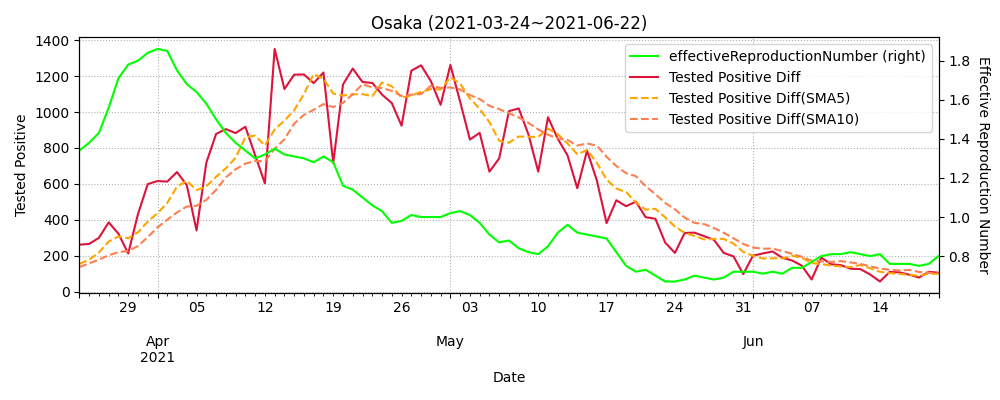 Osaka (2021-03-24~2021-06-22)
effectiveReproductionNumber (right)
Tested Positive Diff
Tested Positive Diff(SMA5)
Tested Positive Diff(SMA10)
Tested Positive
1400
1200
1000
800
600
400
200
0
Effective Reproduction Number
1.8
1.6
1.4
1.2
1.0
0.8
29 05 12 19 26 03 10 17 24 31 07 14
Apr May Jun
2021
Date